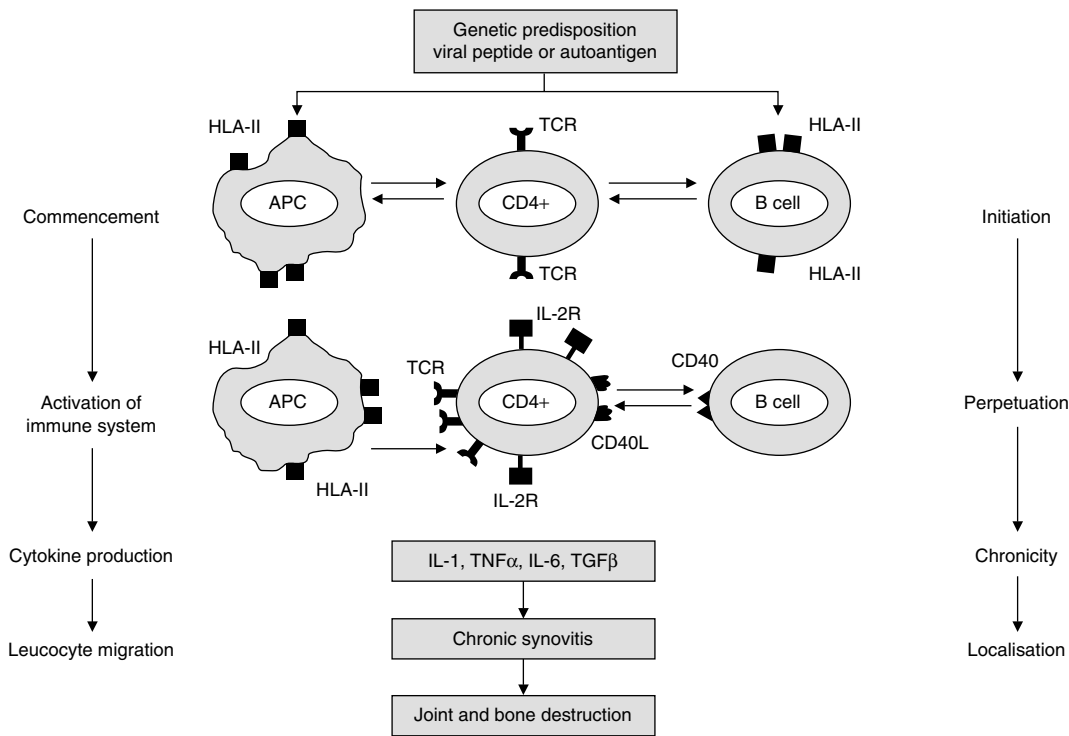 Genetic predisposition
viral peptide or autoantigen
HLA-II
TCR
HLA-II
APC
CD4+
B cell
Commencement
Initiation
TCR
HLA-II
IL-2R
HLA-II
TCR
CD40
APC
CD4+
B cell
Activation of
immune system
Perpetuation
CD40L
HLA-II
IL-2R
Cytokine production
IL-1, TNFα, IL-6, TGFβ
Chronicity
Leucocyte migration
Chronic synovitis
Localisation
Joint and bone destruction